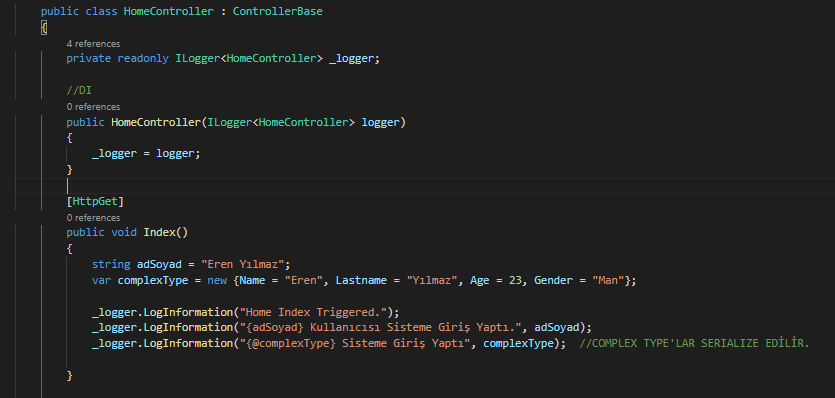 public class HomeController : ControllerBase
{
4 references
private readonly ILogger<HomeController> _logger;
//DI
0 references
public HomeController(ILogger<HomeController> logger)
{
_logger = logger;
}
[HttpGet]
0 references
public void Index()
{
string adSoyad = "Eren Yılmaz";
var complexType = new {Name = "Eren", Lastname = "Yılmaz", Age = 23, Gender = "Man"};
_logger.LogInformation("Home Index Triggered.");
_logger.LogInformation("{adSoyad} Kullanıcısı Sisteme Giriş Yaptı.", adSoyad);
_logger.LogInformation("{@complexType} Sisteme Giriş Yaptı", complexType);  //COMPLEX TYPE'LAR SERIALIZE EDİLİR.
}